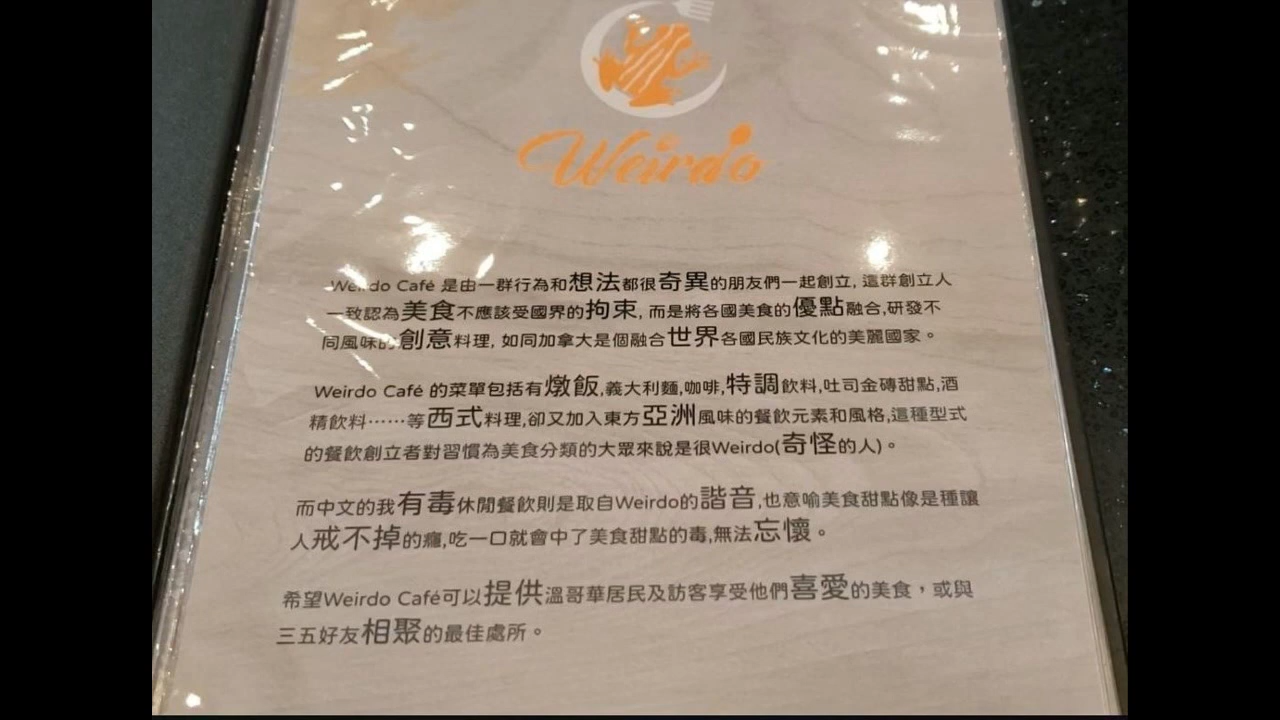 Weirdo
Weirdo Café 是由一群行為和想法都很奇異的朋友們一起創立, 這群創立人
一致認為美食不應該受國界的拘束, 而是將各國美食的優點融合,研發不
同風味的創意料理, 如同加拿大是個融合世界各國民族文化的美麗國家。
Weirdo Café 的菜單包括有燉飯,義大利麵,咖啡,特調飲料,吐司金磚甜點,酒
精飲料⋯⋯等西式料理,卻又加入東方亞洲風味的餐飲元素和風格,這種型式
的餐飲創立者對習慣為美食分類的大眾來說是很Weirdo(奇怪的人)。
而中文的我有毒休閒餐飲則是取自Weirdo的諧音,也意喻美食甜點像是種讓
人戒不掉的癮,吃一口就會中了美食甜點的毒,無法忘懷。
希望Weirdo Café可以提供溫哥華居民及訪客享受他們喜愛的美食，或與
三五好友相聚的最佳處所。